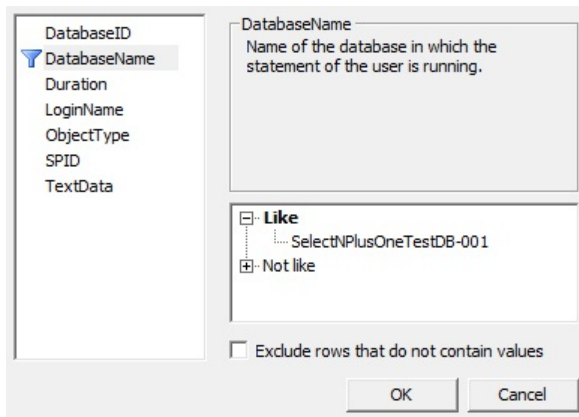 DatabaseID
DatabaseName
Duration
LoginName
ObjectType
SPID
TextData
DatabaseName
Name of the database in which the
statement of the user is running.
Like
SelectNPlusOneTestDB-001
Not like
Exclude rows that do not contain values
OK
Cancel